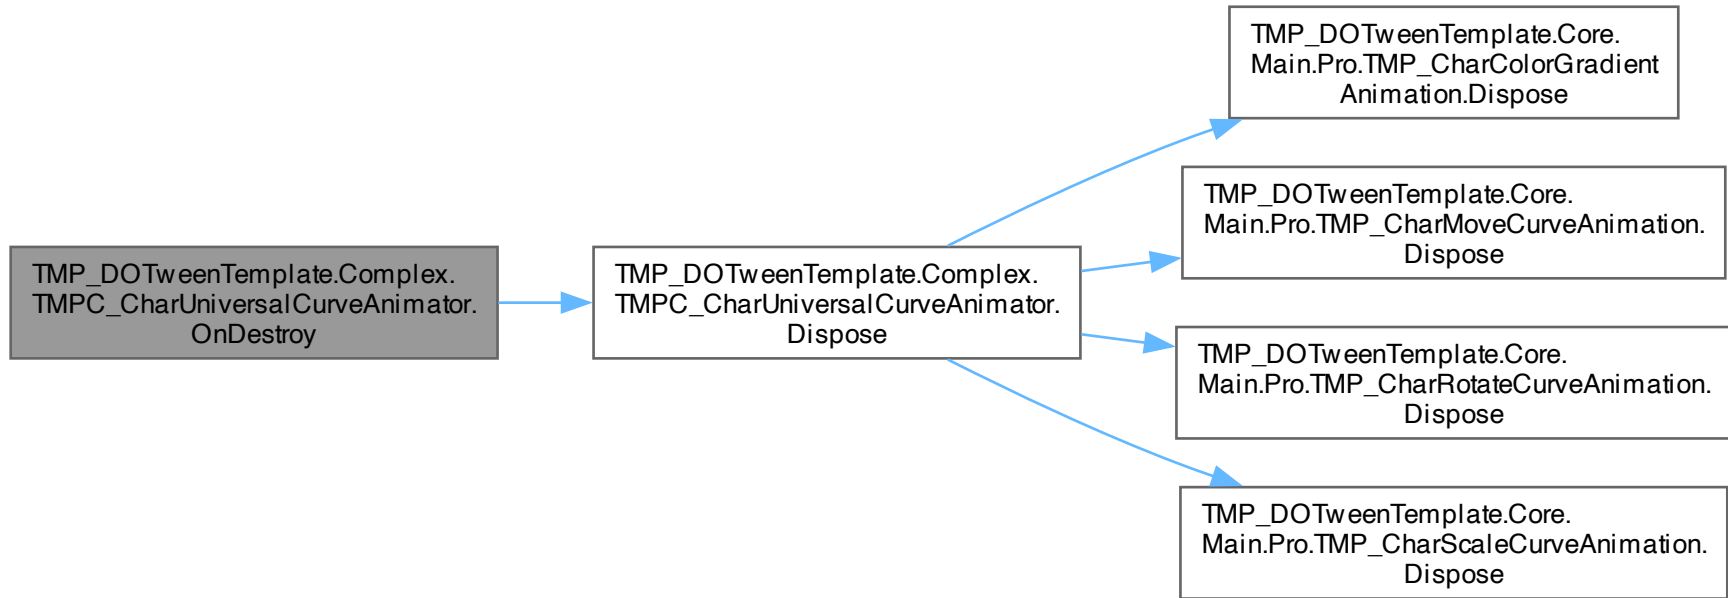 TMP_DOTweenTemplate.Complex.
TMPC_CharUniversalCurveAnimator.
OnDestroy
TMP_DOTweenTemplate.Complex.
TMPC_CharUniversalCurveAnimator.
Dispose
TMP_DOTweenTemplate.Core.
Main.Pro.TMP_CharColorGradient
Animation.Dispose
TMP_DOTweenTemplate.Core.
Main.Pro.TMP_CharMoveCurveAnimation.
Dispose
TMP_DOTweenTemplate.Core.
Main.Pro.TMP_CharRotateCurveAnimation.
Dispose
TMP_DOTweenTemplate.Core.
Main.Pro.TMP_CharScaleCurveAnimation.
Dispose